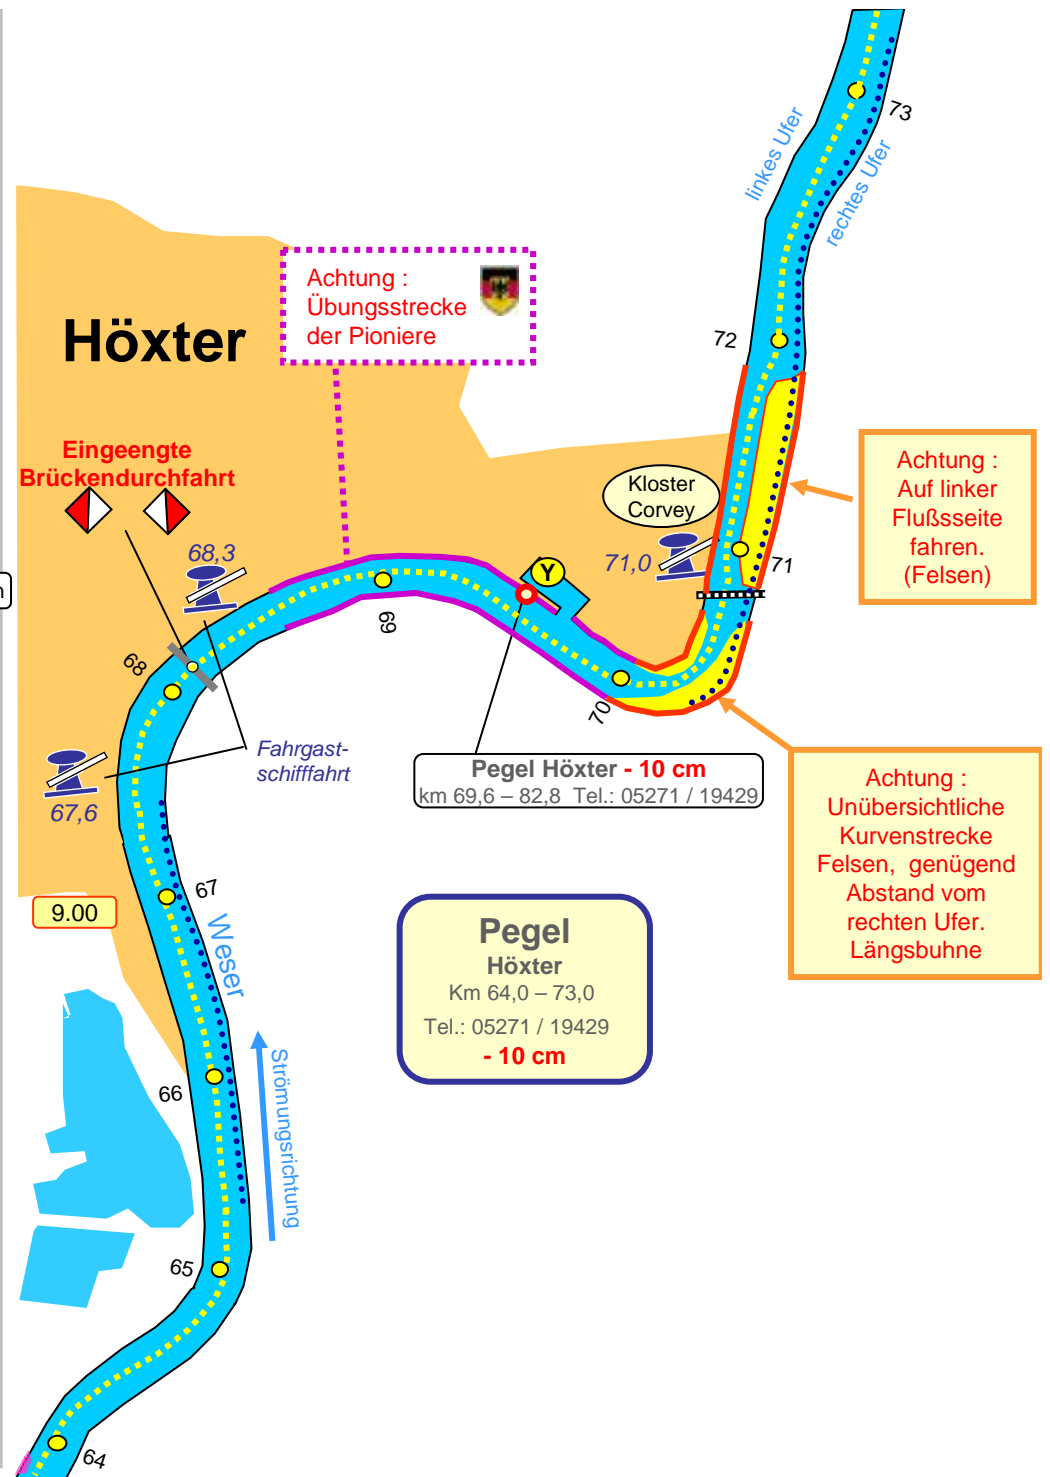 73
linkes Ufer
rechtes Ufer
Achtung :
Übungsstrecke
der Pioniere
Höxter
72
Eingeengte
Brückendurchfahrt
Achtung :
Auf linker
Flußsseite
fahren.
(Felsen)
Kloster
Corvey
68,3
71,0
71
Y
69
68
70
Fahrgast-
schifffahrt
Pegel Höxter - 10 cm
km 69,6 – 82,8 Tel.: 05271 / 19429
67,6
Achtung :
Unübersichtliche
Kurvenstrecke
Felsen, genügend
Abstand vom
rechten Ufer.
Längsbuhne
67
9.00
Weser
Pegel
Höxter
Km 64,0 – 73,0
Tel.: 05271 / 19429
- 10 cm
66
Strömungsrichtung
65
64